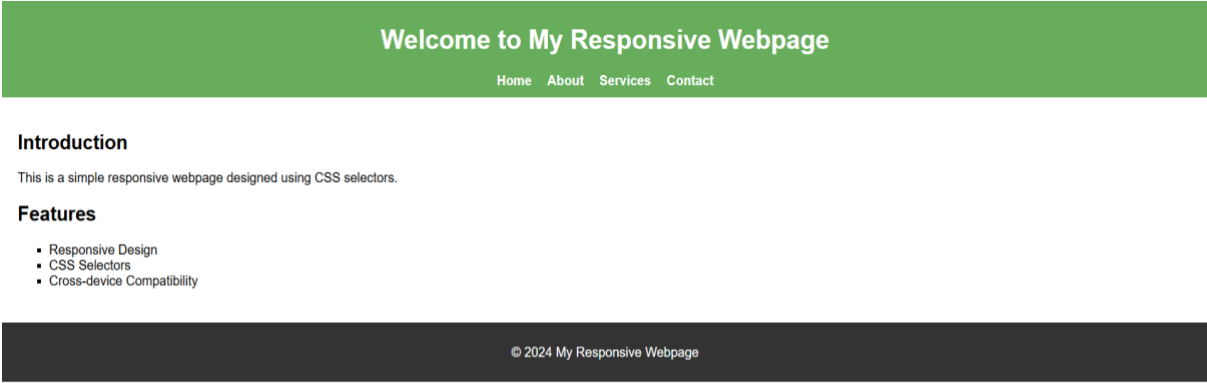 Welcome to My Responsive Webpage
Home About Services Contact
Introduction
This is a simple responsive webpage designed using CSS selectors.
Features
Responsive Design
CSS Selectors
Cross-device Compatibility
© 2024 My Responsive Webpage